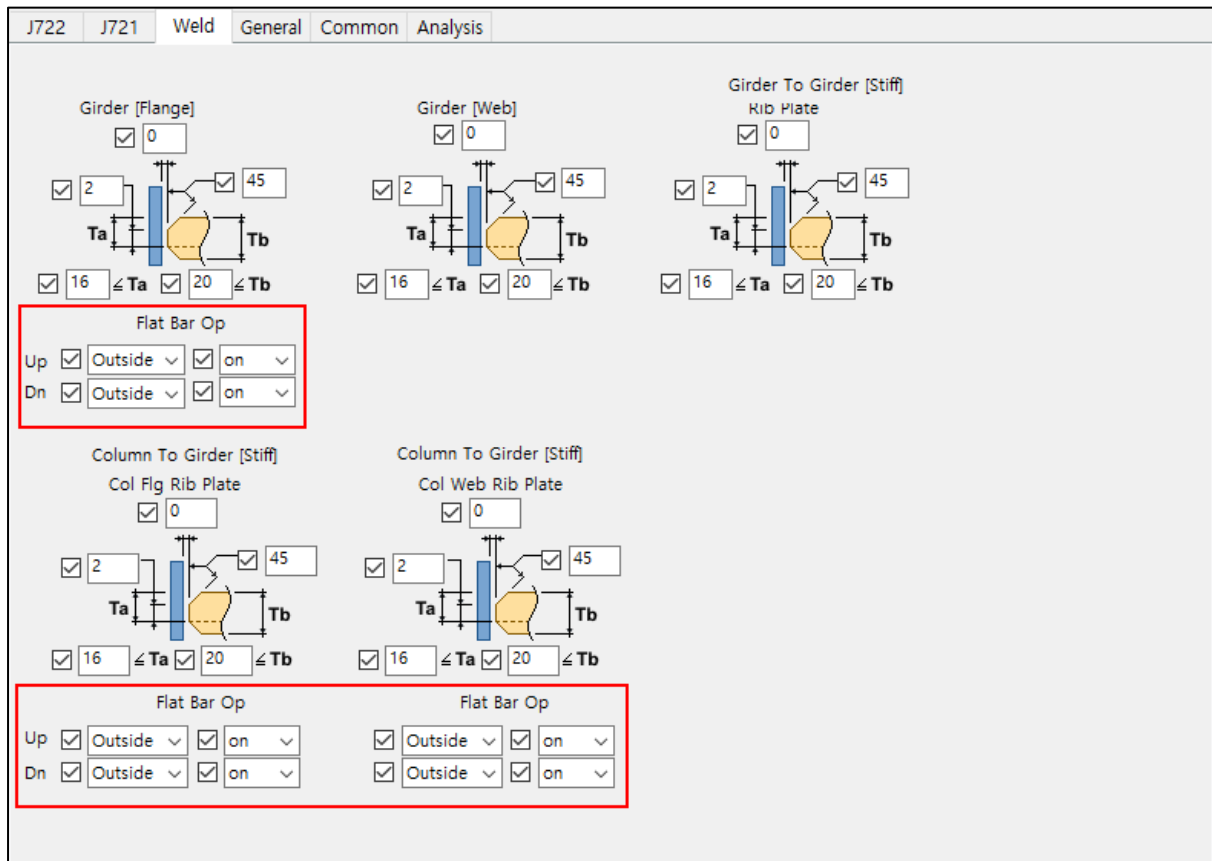 J722 J721 Weld General Common Analysis
Girder [Flange]
0
2 45
Ta Tb
16 ≤ Ta 20 ≤ Tb
Girder [Web]
0
2 45
Ta Tb
16 ≤ Ta 20 ≤ Tb
Girder To Girder [Stiff]
Rib Plate
0
2 45
Ta Tb
16 ≤ Ta 20 ≤ Tb
Flat Bar Op
Up Outside on
Dn Outside on
Column To Girder [Stiff]
Col Flg Rib Plate
0
2 45
Ta Tb
16 ≤ Ta 20 ≤ Tb
Column To Girder [Stiff]
Col Web Rib Plate
0
2 45
Ta Tb
16 ≤ Ta 20 ≤ Tb
Flat Bar Op Flat Bar Op
Up Outside on Outside on
Dn Outside on Outside on